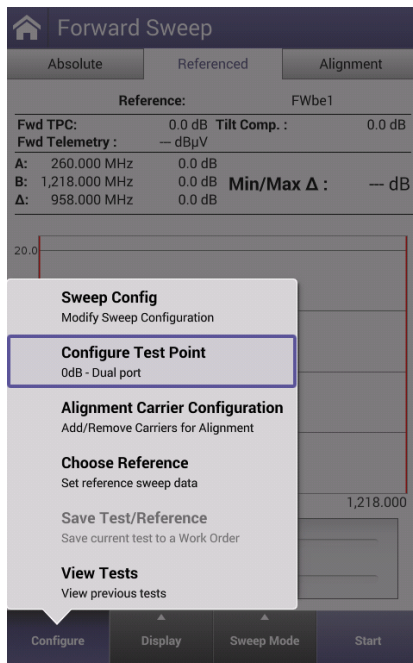 Forward Sweep
Absolute Referenced Alignment
Reference: FWbe1
Fwd TPC: 0.0 dB Tilt Comp. : 0.0 dB
Fwd Telemetry : --- dBµV
A: 260.000 MHz 0.0 dB
B: 1,218.000 MHz 0.0 dB Min/Max Δ : --- dB
Δ: 958.000 MHz 0.0 dB
20.0
Sweep Config
Modify Sweep Configuration
Configure Test Point
0dB - Dual port
Alignment Carrier Configuration
Add/Remove Carriers for Alignment
Choose Reference
Set reference sweep data
1,218.000
Save Test/Reference
Save current test to a Work Order
View Tests
View previous tests
Configure Display Sweep Mode Start